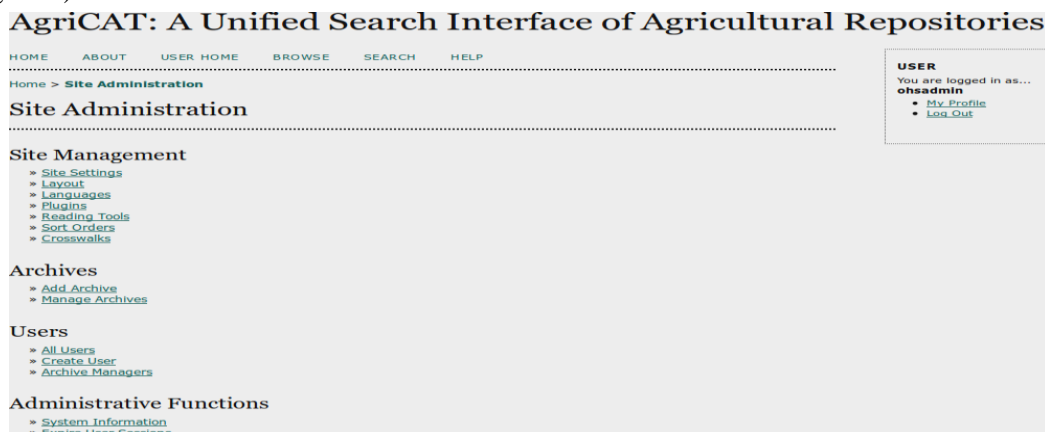 AgriCAT: A Unified Search Interface of Agricultural Repositories
HOME ABOUT USER HOME BROWSE SEARCH HELP
Home > Site Administration
Site Administration
Site Management
» Site Settings
» Layout
» Languages
» Plugins
» Reading Tools
» Sort Orders
» Crosswalks
Archives
» Add Archive
» Manage Archives
Users
» All Users
» Create User
» Archive Managers
Administrative Functions
» System Information
» Expire User Sessions
USER
You are logged in as...
ohsadmin
• My Profile
• Log Out